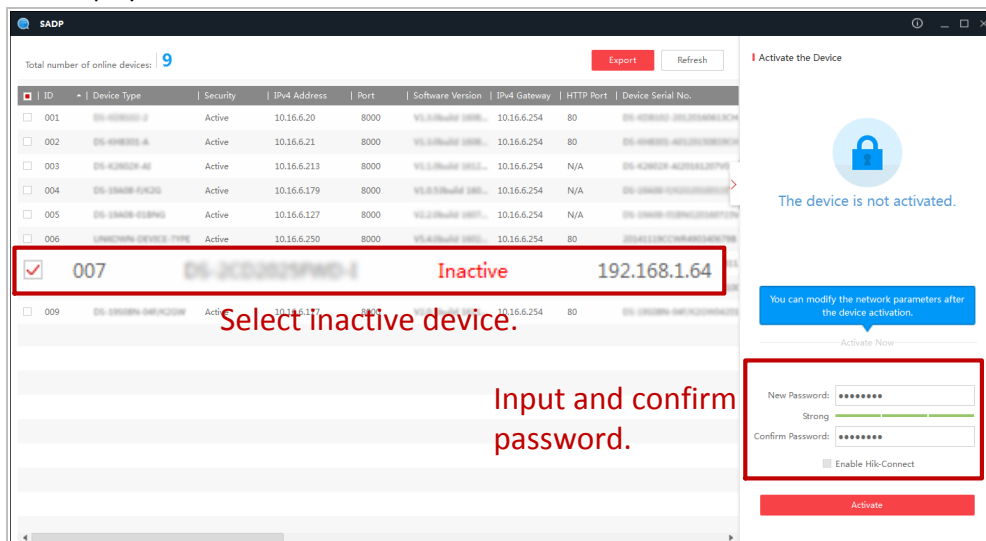 SADP
Total number of online devices: 9
Export
Refresh
ID | Device Type | Security | IPv4 Address | Port | Software Version | IPv4 Gateway | HTTP Port | Device Serial No.
001 Active 10.16.6.20 8000 10.16.6.254 80
002 Active 10.16.6.21 8000 10.16.6.254 80
003 Active 10.16.6.213 8000 10.16.6.254 N/A
004 Active 10.16.6.179 8000 10.16.6.254 N/A
005 Active 10.16.6.127 8000 10.16.6.254 N/A
006 Active 10.16.6.250 8000 10.16.6.254 80
007 Inactive 192.168.1.64
009 10.16.6.254 80
Select inactive device.
Input and confirm
password.
Activate the Device
The device is not activated.
You can modify the network parameters after
the device activation.
Activate Now
New Password:
Strong
Confirm Password:
Enable Hik-Connect
Activate